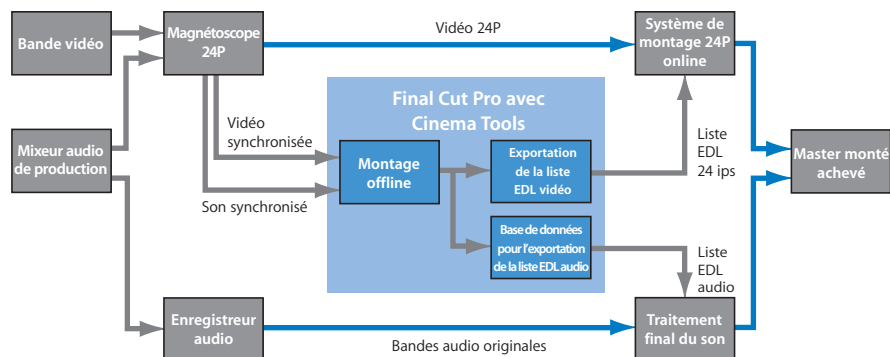 Bande vidéo
Magnétoscope
24P
Vidéo 24P
Système de
montage 24P
online
Final Cut Pro avec
Cinema Tools
Vidéo
synchronisée
Mixeur audio
de production
Montage
offline
Exportation
de la liste
EDL vidéo
Liste
EDL
24 ips
Master monté
achevé
Son synchronisé
Base de données
pour l'exportation
de la liste EDL audio
Liste
EDL
audio
Enregistreur
audio
Bandes audio originales
Traitement
final du son